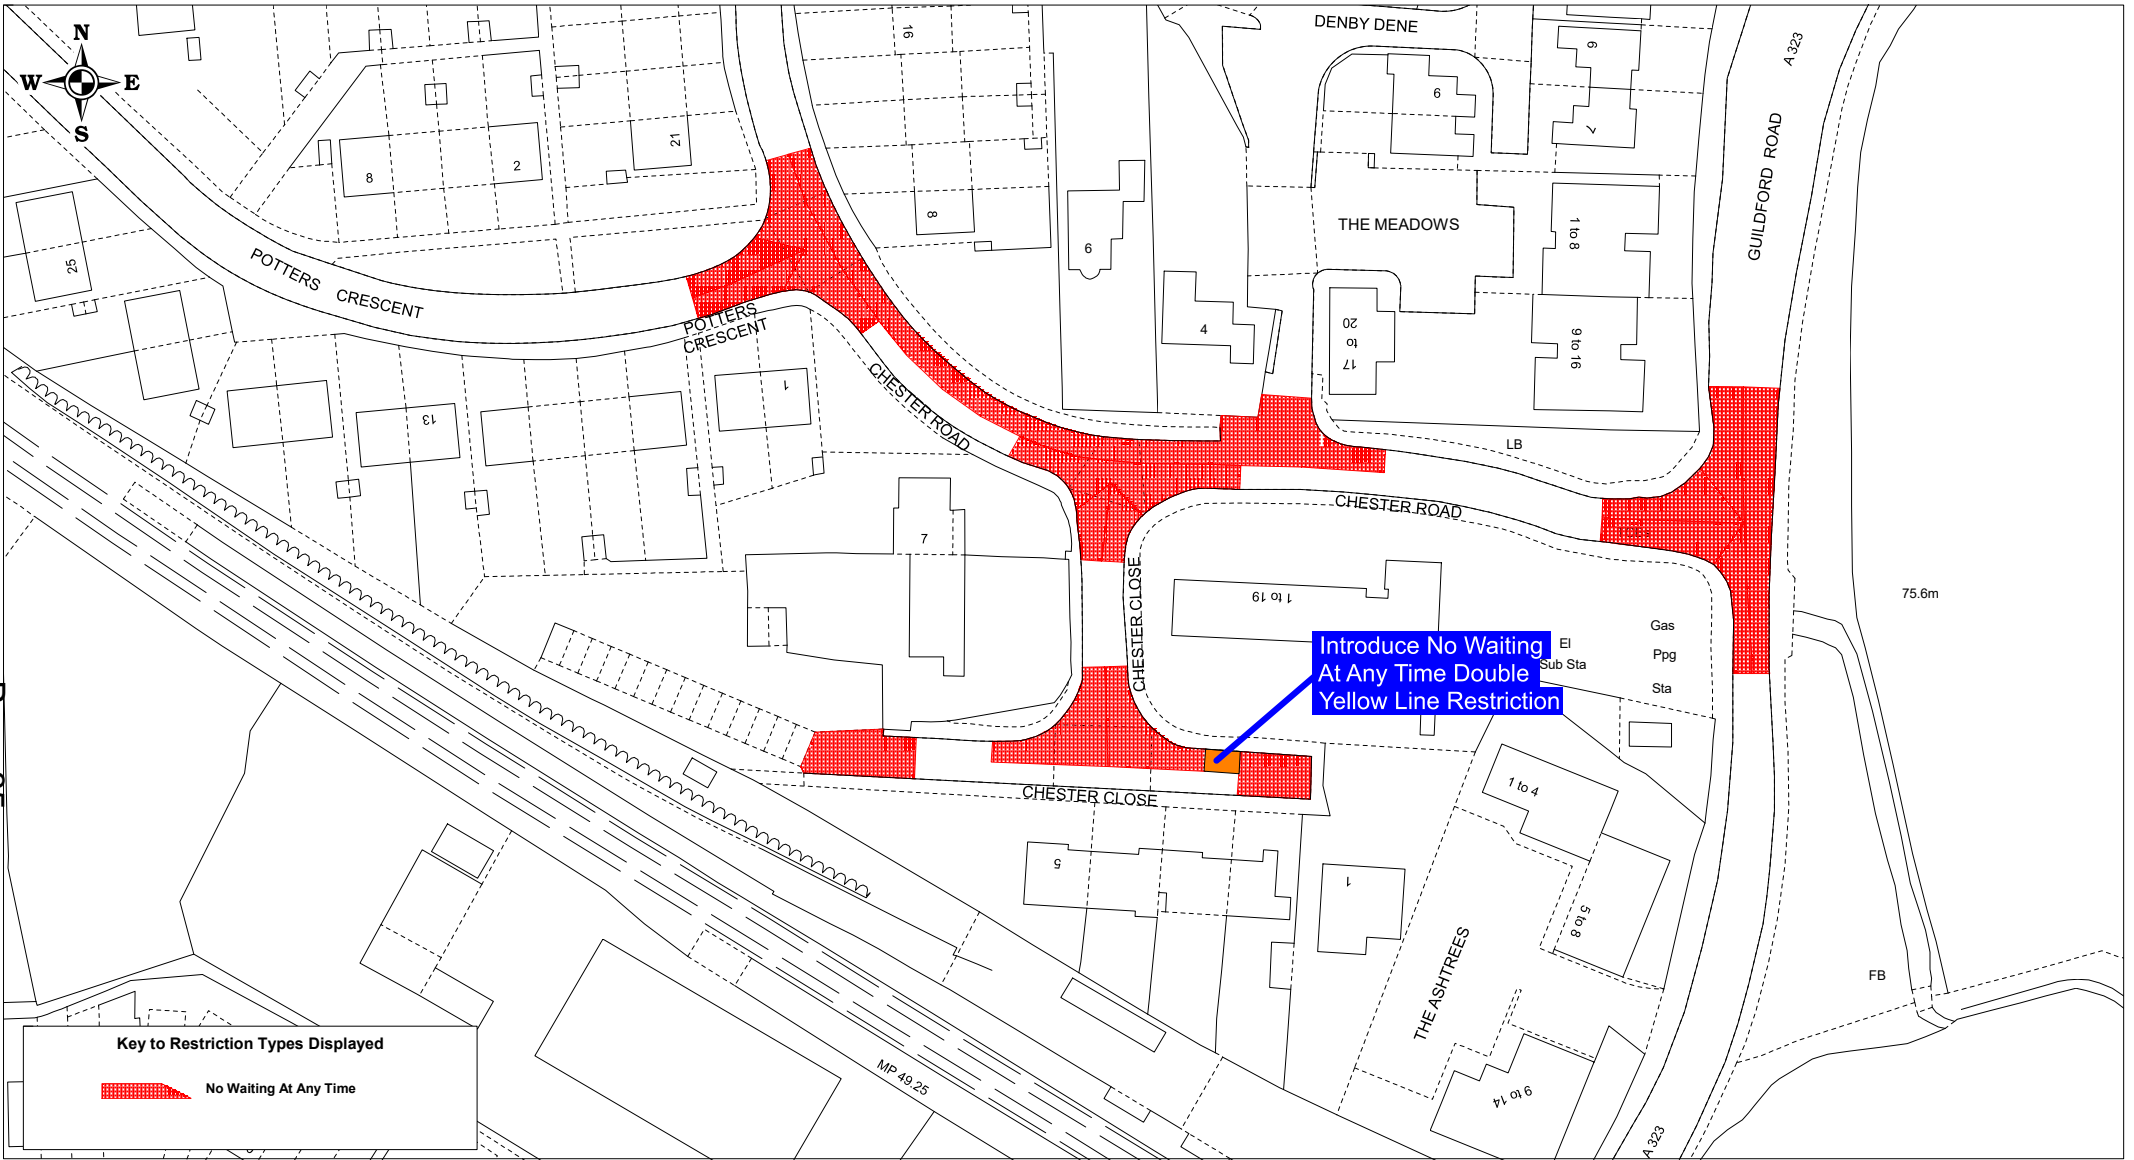 DENBY DENE
A 323
16
6
9
7
N
W E
S
21
2
8
8
GUILDFORD ROAD
THE MEADOWS
1 to 8
6
25
POTTERS CRESCENT
POTTERS
CRESCENT
4
17 to 20
9 to 16
1
13
CHESTER ROAD
LB
CHESTER ROAD
7
CHESTER CLOSE
1 to 19
75.6m
Gas
Ppg
Sta
El
Sub Sta
Introduce No Waiting
At Any Time Double
Yellow Line Restriction
CHESTER CLOSE
1 to 4
5
1
5 to 8
THE ASHTREES
FB
9 to 14
MP 49.25
A 323
Key to Restriction Types Displayed
No Waiting At Any Time